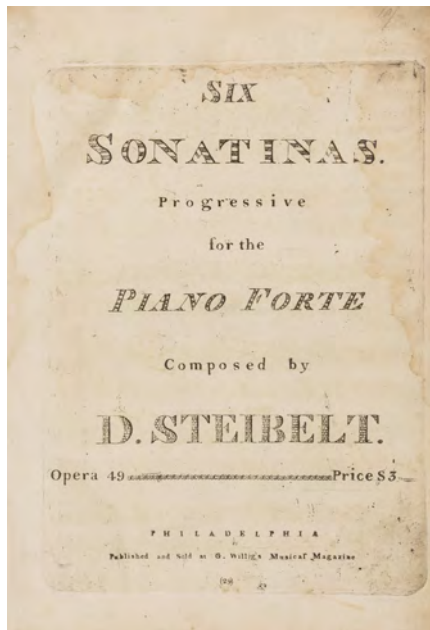 SIX
SONATINAS.
Progressive
for the
PIANO FORTE
Composed by
D. STEIBELT.
Opera 49 Price $3
PHILADELPHIA
Published and Sold at G. Willig's Musical Magazine